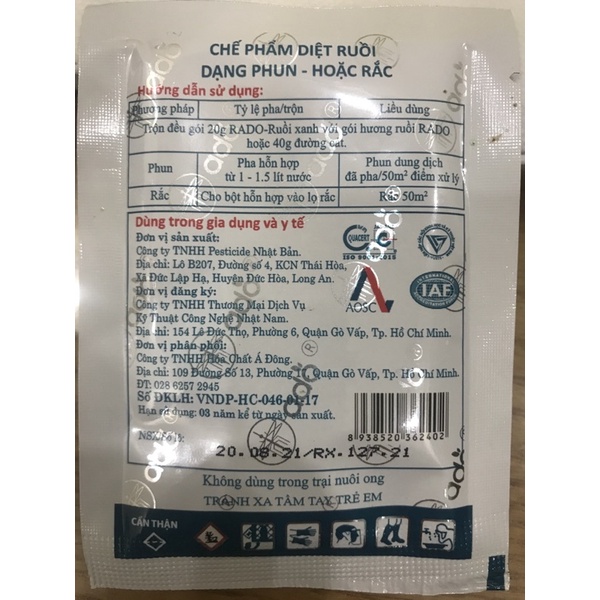 CHẾ PHẨM DIỆT RUỒI
DẠNG PHUN - HOẶC RẮC
Hướng dẫn sử dụng:
Phương pháp Tỷ lệ pha/trộn Liều dùng
Trộn đều gói 20g RADO-Ruồi xanh với gói hương ruồi RADO
hoặc 40g đường cát.
Phun Pha hỗn hợp từ 1 - 1.5 lít nước Phun dung dịch đã pha/50m² điểm xử lý
Rắc Cho bột hỗn hợp vào lọ rắc Rắc 50m²
Dùng trong gia dụng và y tế
Đơn vị sản xuất:
Công ty TNHH Pesticide Nhật Bản.
Địa chỉ: Lô B207, Đường số 4, KCN Thái Hòa,
Xã Đức Lập Hạ, Huyện Đức Hòa, Long An.
Đơn vị đăng ký:
Công ty TNHH Thương Mại Dịch Vụ
Kỹ Thuật Công Nghệ Nhật Nam.
Địa chỉ: 154 Lê Đức Thọ, Phường 6, Quận Gò Vấp, Tp. Hồ Chí Minh.
Đơn vị phân phối:
Công ty TNHH Hóa Chất Á Đông.
Địa chỉ: 109 Đường Số 13, Phường 11, Quận Gò Vấp, Tp. Hồ Chí Minh.
ĐT: 028 6257 2945
Số ĐKLH: VNDP-HC-046-01-17
Hạn sử dụng: 03 năm kể từ ngày sản xuất.
QUACERT
AOSC
IAF
8 938520 362402
20.08.21/RX.127.21
Không dùng trong trại nuôi ong
TRÁNH XA TẦM TAY TRẺ EM
CẨN THẬN